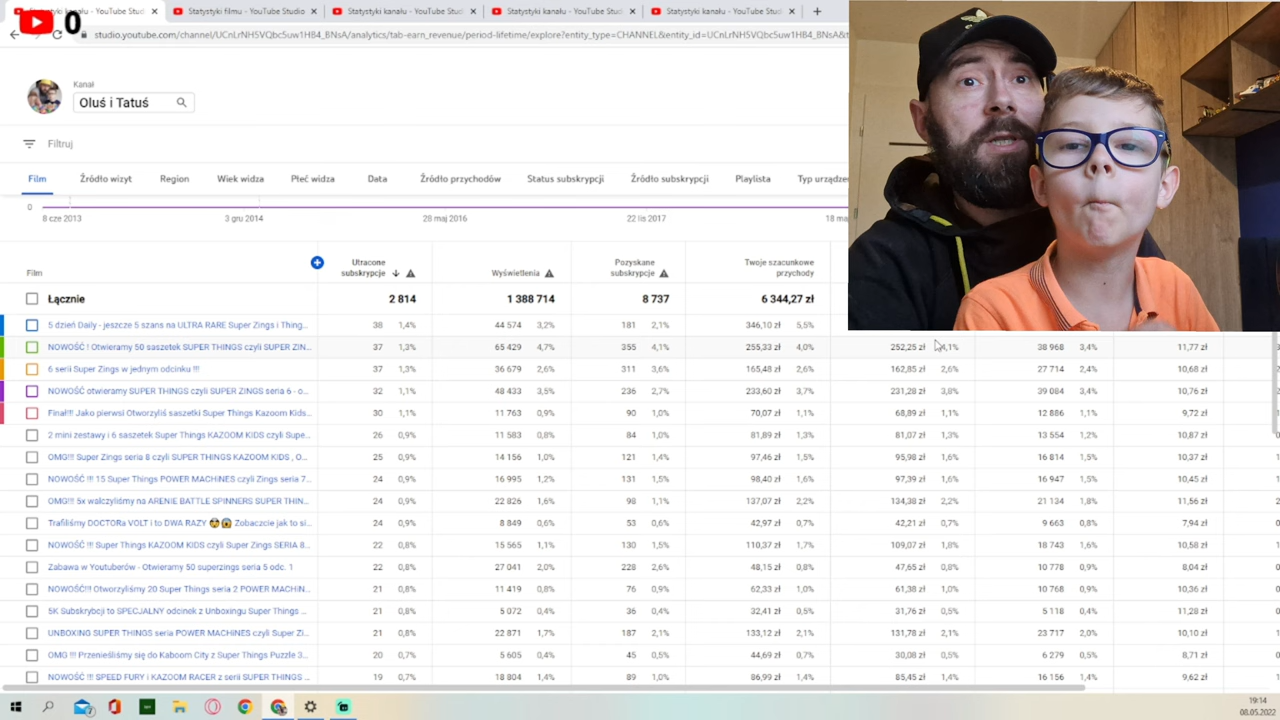 Statystyki kanału - YouTube Studio Statystyki filmu - YouTube Studio Statystyki kanału - YouTube Studio Statystyki kanału - YouTube Studio Statystyki kanału - YouTube Studio
0
Kanał
Oluś i Tatuś
Filtruj
Film Źródło wizyt Region Wiek widza Płeć widza Data Źródło przychodów Status subskrypcji Źródło subskrypcji Playlista Typ urządze
0
8 cze 2013 3 gru 2014 28 maj 2016 22 lis 2017 18 ma
Film Utracone subskrypcje Wyświetlenia Pozyskane subskrypcje Twoje szacunkowe przychody
Łącznie 2 814 1 388 714 8 737 6 344,27 zł
5 dzień Daily - jeszcze 5 szans na ULTRA RARE Super Zings i Thing... 38 1,4% 44 574 3,2% 181 2,1% 346,10 zł 5,5%
NOWOŚĆ ! Otwieramy 50 saszetek SUPER THINGS czyli SUPER ZIN... 37 1,3% 65 429 4,7% 355 4,1% 255,33 zł 4,0% 252,25 zł 4,1% 38 968 3,4% 11,77 zł
6 serii Super Zings w jednym odcinku !!! 37 1,3% 36 679 2,6% 311 3,6% 165,48 zł 2,6% 162,85 zł 2,6% 27 714 2,4% 10,68 zł
NOWOŚĆ otwieramy SUPER THINGS czyli SUPER ZINGS seria 6 - o... 32 1,1% 48 433 3,5% 236 2,7% 233,60 zł 3,7% 231,28 zł 3,8% 39 084 3,4% 10,76 zł
Finał!!! Jako pierwsi Otworzyliś saszetki Super Things Kazoom Kids... 30 1,1% 11 763 0,9% 90 1,0% 70,07 zł 1,1% 68,89 zł 1,1% 12 886 1,1% 9,72 zł
2 mini zestawy i 6 saszetek Super Things KAZOOM KIDS czyli Supe... 26 0,9% 11 583 0,8% 84 1,0% 81,89 zł 1,3% 81,07 zł 1,3% 13 554 1,2% 10,87 zł
OMG!!! Super Zings seria 8 czyli SUPER THINGS KAZOOM KIDS , O... 25 0,9% 14 156 1,0% 121 1,4% 97,46 zł 1,5% 95,98 zł 1,6% 16 814 1,5% 10,37 zł
NOWOŚĆ !!! 15 Super Things POWER MACHiNES czyli Zings seria 7... 24 0,9% 16 995 1,2% 131 1,5% 98,40 zł 1,6% 97,39 zł 1,6% 16 947 1,5% 10,45 zł
OMG!!! 5x walczyliśmy na ARENIE BATTLE SPINNERS SUPER THIN... 24 0,9% 22 826 1,6% 98 1,1% 137,07 zł 2,2% 134,38 zł 2,2% 21 134 1,8% 11,56 zł
Trafiliśmy DOCTORa VOLT i to DWA RAZY 🤓😱 Zobaczcie jak to si... 24 0,9% 8 849 0,6% 53 0,6% 42,97 zł 0,7% 42,21 zł 0,7% 9 663 0,8% 7,94 zł
NOWOŚĆ !!! Super Things KAZOOM KIDS czyli Super Zings SERIA 8... 22 0,8% 15 565 1,1% 130 1,5% 110,37 zł 1,7% 109,07 zł 1,8% 18 743 1,6% 10,58 zł
Zabawa w Youtuberów - Otwieramy 50 superzings seria 5 odc. 1 22 0,8% 27 041 2,0% 228 2,6% 48,15 zł 0,8% 47,65 zł 0,8% 10 778 0,9% 8,04 zł
NOWOŚĆ!!! Otworzyliśmy 20 Super Things seria 2 POWER MACHiN... 21 0,8% 11 419 0,8% 76 0,9% 62,33 zł 1,0% 61,38 zł 1,0% 10 768 0,9% 10,36 zł
5K Subskrybcji to SPECJALNY odcinek z Unboxingu Super Things ... 21 0,8% 5 072 0,4% 36 0,4% 32,41 zł 0,5% 31,76 zł 0,5% 5 118 0,4% 11,28 zł
UNBOXING SUPER THINGS seria POWER MACHiNES czyli Super Zi... 21 0,8% 22 871 1,7% 187 2,1% 133,12 zł 2,1% 131,78 zł 2,1% 23 717 2,0% 10,10 zł
OMG !!! Przenieśliśmy się do Kaboom City z Super Things Puzzle 3... 20 0,7% 5 605 0,4% 45 0,5% 44,69 zł 0,7% 30,08 zł 0,5% 6 279 0,5% 8,71 zł
NOWOŚĆ !!! SPEED FURY i KAZOOM RACER z serii SUPER THINGS ... 19 0,7% 18 804 1,4% 89 1,0% 86,99 zł 1,4% 85,45 zł 1,4% 16 156 1,4% 9,62 zł
19:14
08.05.2022